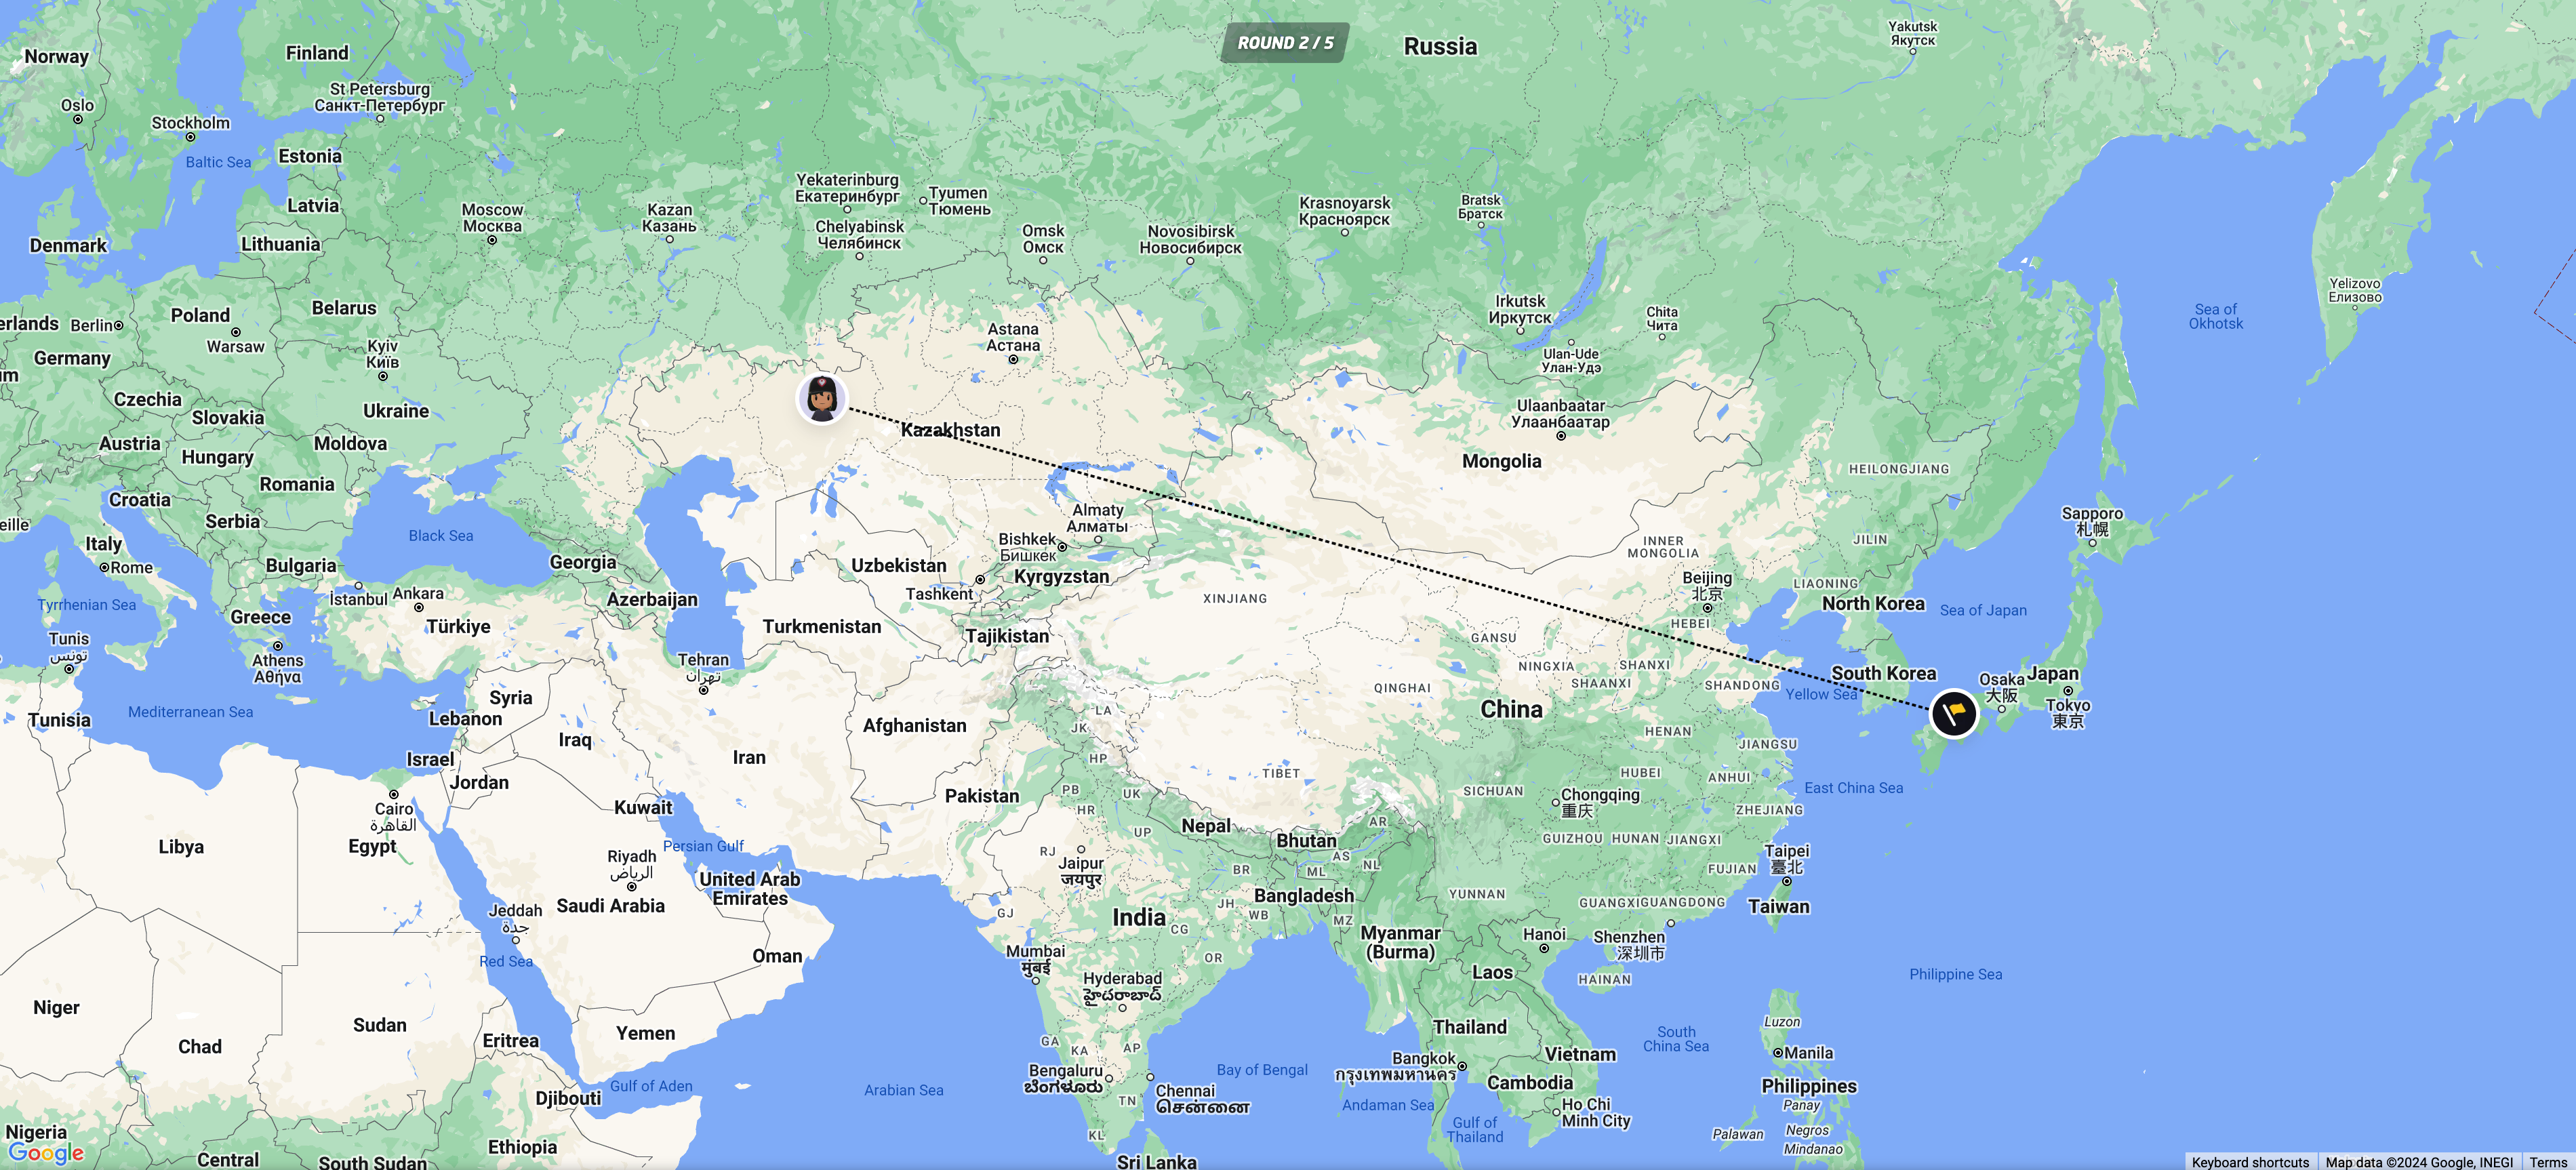 ROUND 2 / 5
Norway
Finland
Russia
Yakutsk
Якутск
Oslo
Stockholm
St Petersburg
Санкт-Петербург
Baltic Sea
Estonia
Latvia
Lithuania
Denmark
Moscow
Москва
Kazan
Казань
Yekaterinburg
Екатеринбург
Tyumen
Тюмень
Chelyabinsk
Челябинск
Omsk
Омск
Novosibirsk
Новосибирск
Krasnoyarsk
Красноярск
Bratsk
Братск
Irkutsk
Иркутск
Chita
Чита
Ulan-Ude
Улан-Удэ
Yelizovo
Елизово
Sea of
Okhotsk
erlands
Berlin
Poland
Warsaw
Belarus
Germany
Kyiv
Київ
Astana
Астана
um
Czechia
Slovakia
Ukraine
Kazakhstan
Ulaanbaatar
Улаанбаатар
Mongolia
Austria
Hungary
Moldova
Romania
Croatia
Serbia
eille
Italy
Rome
Bulgaria
Black Sea
Georgia
Almaty
Алматы
Bishkek
Бишкек
Kyrgyzstan
Uzbekistan
Tashkent
HEILONGJIANG
JILIN
INNER
MONGOLIA
Sapporo
札幌
LIAONING
Beijing
北京
HEBEI
North Korea
Sea of Japan
XINJIANG
Tyrrhenian Sea
Greece
İstanbul
Ankara
Türkiye
Azerbaijan
Turkmenistan
Tajikistan
Tunis
تونس
Athens
Αθήνα
Tehran
تهران
GANSU
NINGXIA
SHANXI
SHAANXI
SHANDONG
QINGHAI
South Korea
Yellow Sea
Osaka
大阪
Japan
Tokyo
東京
Tunisia
Mediterranean Sea
Syria
Lebanon
Iraq
Iran
Afghanistan
LA
JK
HP
China
HENAN
JIANGSU
Israel
Jordan
TIBET
HUBEI
ANHUI
SICHUAN
Chongqing
重庆
ZHEJIANG
East China Sea
Cairo
القاهرة
Kuwait
Pakistan
PB
HR
UK
UP
Nepal
Bhutan
AR
AS
NL
Libya
Egypt
Persian Gulf
Riyadh
الرياض
RJ
Jaipur
जयपुर
BR
ML
GUIZHOU
HUNAN
JIANGXI
FUJIAN
Taipei
臺北
United Arab
Emirates
Saudi Arabia
Jeddah
جدة
GJ
India
JH
WB
CG
Bangladesh
MZ
YUNNAN
GUANGXI
GUANGDONG
Taiwan
Myanmar
(Burma)
Hanoi
Shenzhen
深圳市
Red Sea
Oman
Mumbai
मुंबई
OR
Hyderabad
హైదరాబాద్
Laos
HAINAN
Philippine Sea
Niger
Chad
Sudan
Eritrea
Yemen
Thailand
South
China Sea
Luzon
GA
KA
AP
Manila
Vietnam
Bangkok
กรุงเทพมหานคร
Bengaluru
ಬೆಂಗಳೂರು
Bay of Bengal
Gulf of Aden
Arabian Sea
Djibouti
Chennai
சென்னை
TN
Andaman Sea
Cambodia
Philippines
Panay
Gulf of
Thailand
Ho Chi
Minh City
Palawan
Negros
Mindanao
Nigeria
KL
Google
Central
South Sudan
Ethiopia
Sri Lanka
Keyboard shortcuts
Map data ©2024 Google, INEGI
Terms